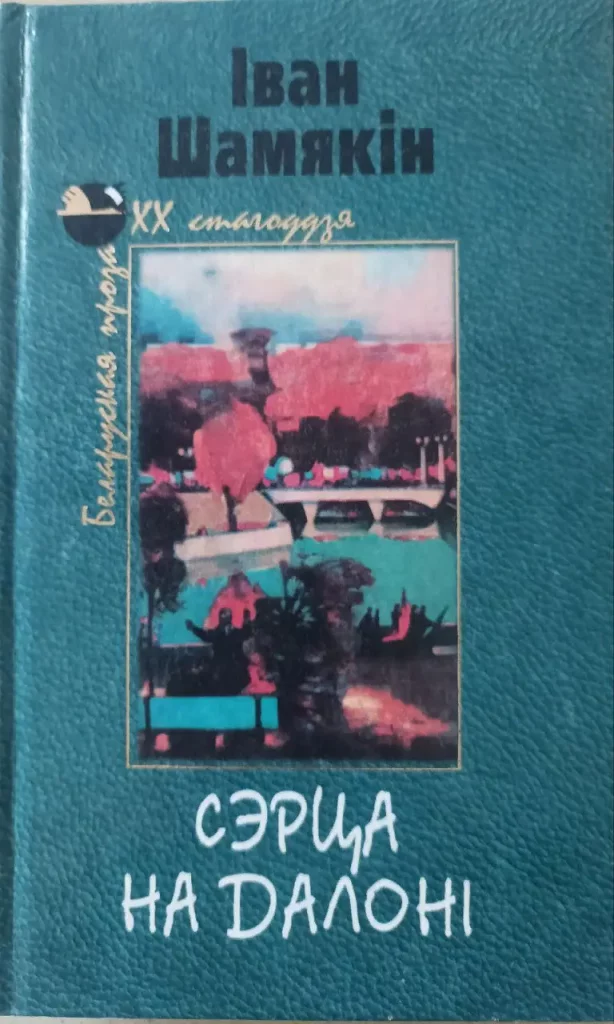 Іван
Шамякін
Беларуская проза
XX стагоддзя
СЭРЦА
НА ДАЛОНІ